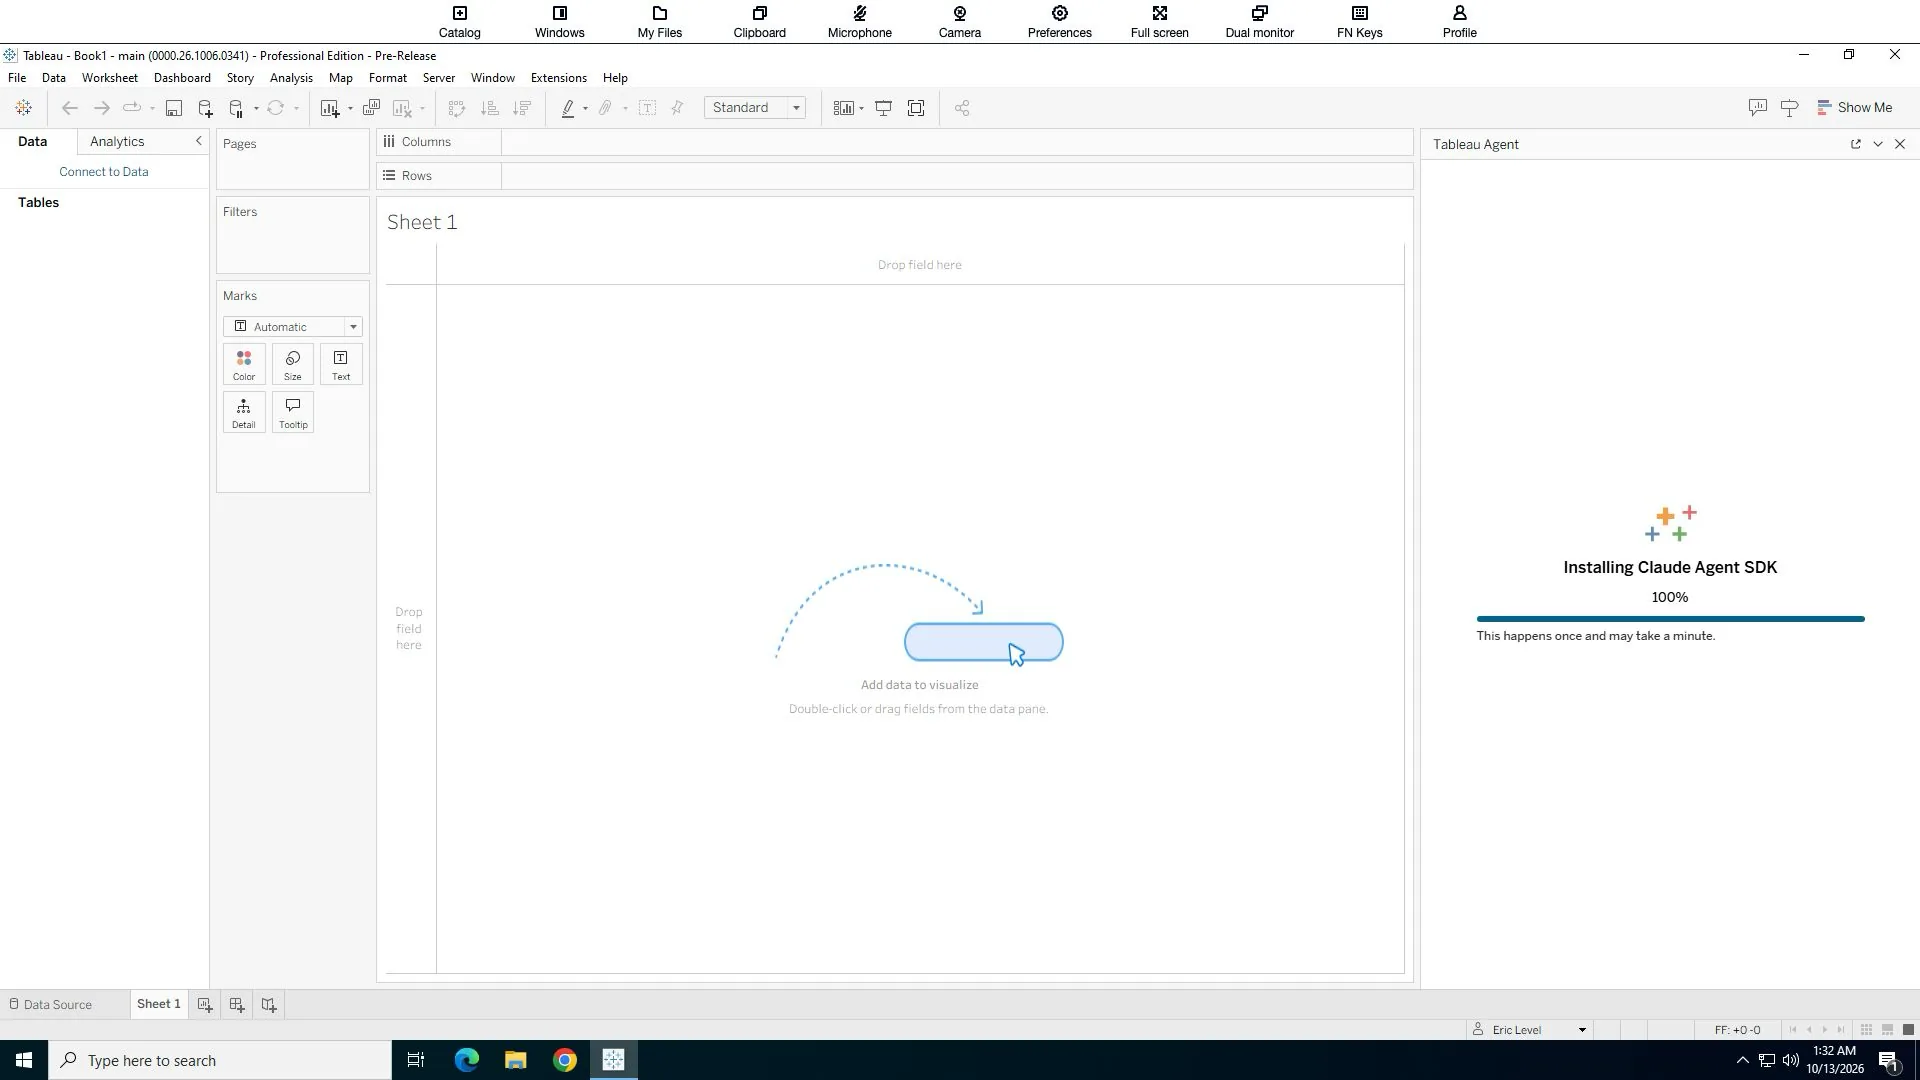 Catalog
Windows
My Files
Clipboard
Microphone
Camera
Preferences
Full screen
Dual monitor
FN Keys
Profile
Tableau - Book1 - main (0000.26.1006.0341) - Professional Edition - Pre-Release
File Data Worksheet Dashboard Story Analysis Map Format Server Window Extensions Help
Standard
Show Me
Data
Analytics
Connect to Data
Tables
Pages
Filters
Marks
Automatic
Color
Size
Text
Detail
Tooltip
Columns
Rows
Sheet 1
Drop field here
Drop
field
here
Add data to visualize
Double-click or drag fields from the data pane.
Tableau Agent
Installing Claude Agent SDK
100%
This happens once and may take a minute.
Data Source
Sheet 1
Eric Level
FF: +0 -0
Type here to search
1:32 AM
10/13/2026
1